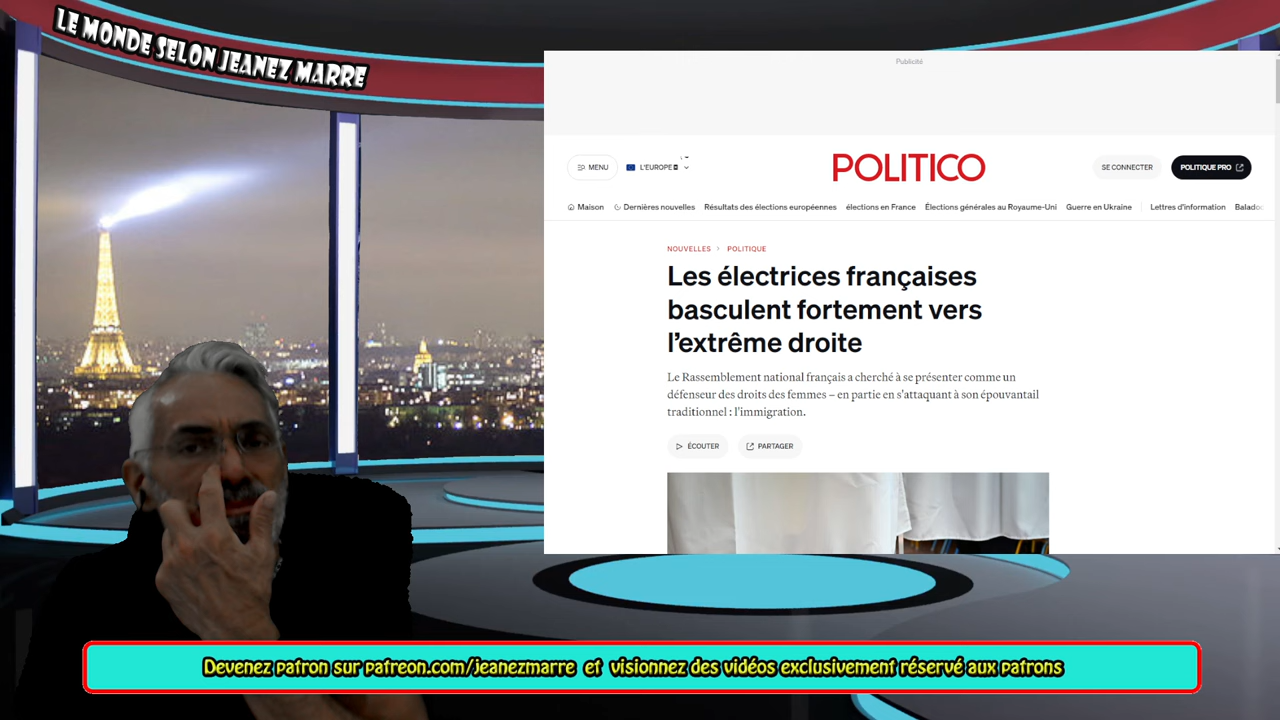 LE MONDE SELON JEANEZ MARRE
Publicité
MENU
L'EUROPE
POLITICO
SE CONNECTER
POLITIQUE PRO
Maison
Dernières nouvelles
Résultats des élections européennes
élections en France
Élections générales au Royaume-Uni
Guerre en Ukraine
Lettres d'information
Balado
NOUVELLES > POLITIQUE
Les électrices françaises
basculent fortement vers
l'extrême droite
Le Rassemblement national français a cherché à se présenter comme un
défenseur des droits des femmes – en partie en s'attaquant à son épouvantail
traditionnel : l'immigration.
ÉCOUTER
PARTAGER
Devenez patron sur patreon.com/jeanezmarre et visionnez des vidéos exclusivement réservé aux patrons